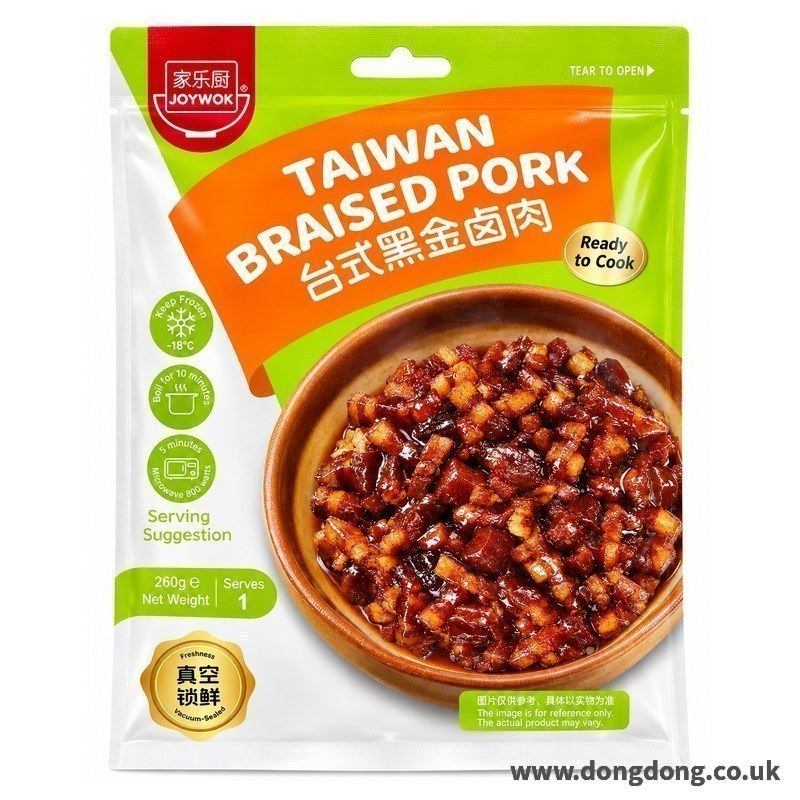 家乐厨
JOYWOK®
TEAR TO OPEN
TAIWAN
BRAISED PORK
台式黑金卤肉
Ready
to Cook
Keep Frozen
-18°C
Boil for 10 minutes
5 minutes
Microwave 800 watts
Serving
Suggestion
260g e
Net Weight
Serves
1
Freshness
真空
锁鲜
Vacuum-Sealed
图片仅供参考，具体以实物为准
The image is for reference only.
The actual product may vary.
www.dongdong.co.uk